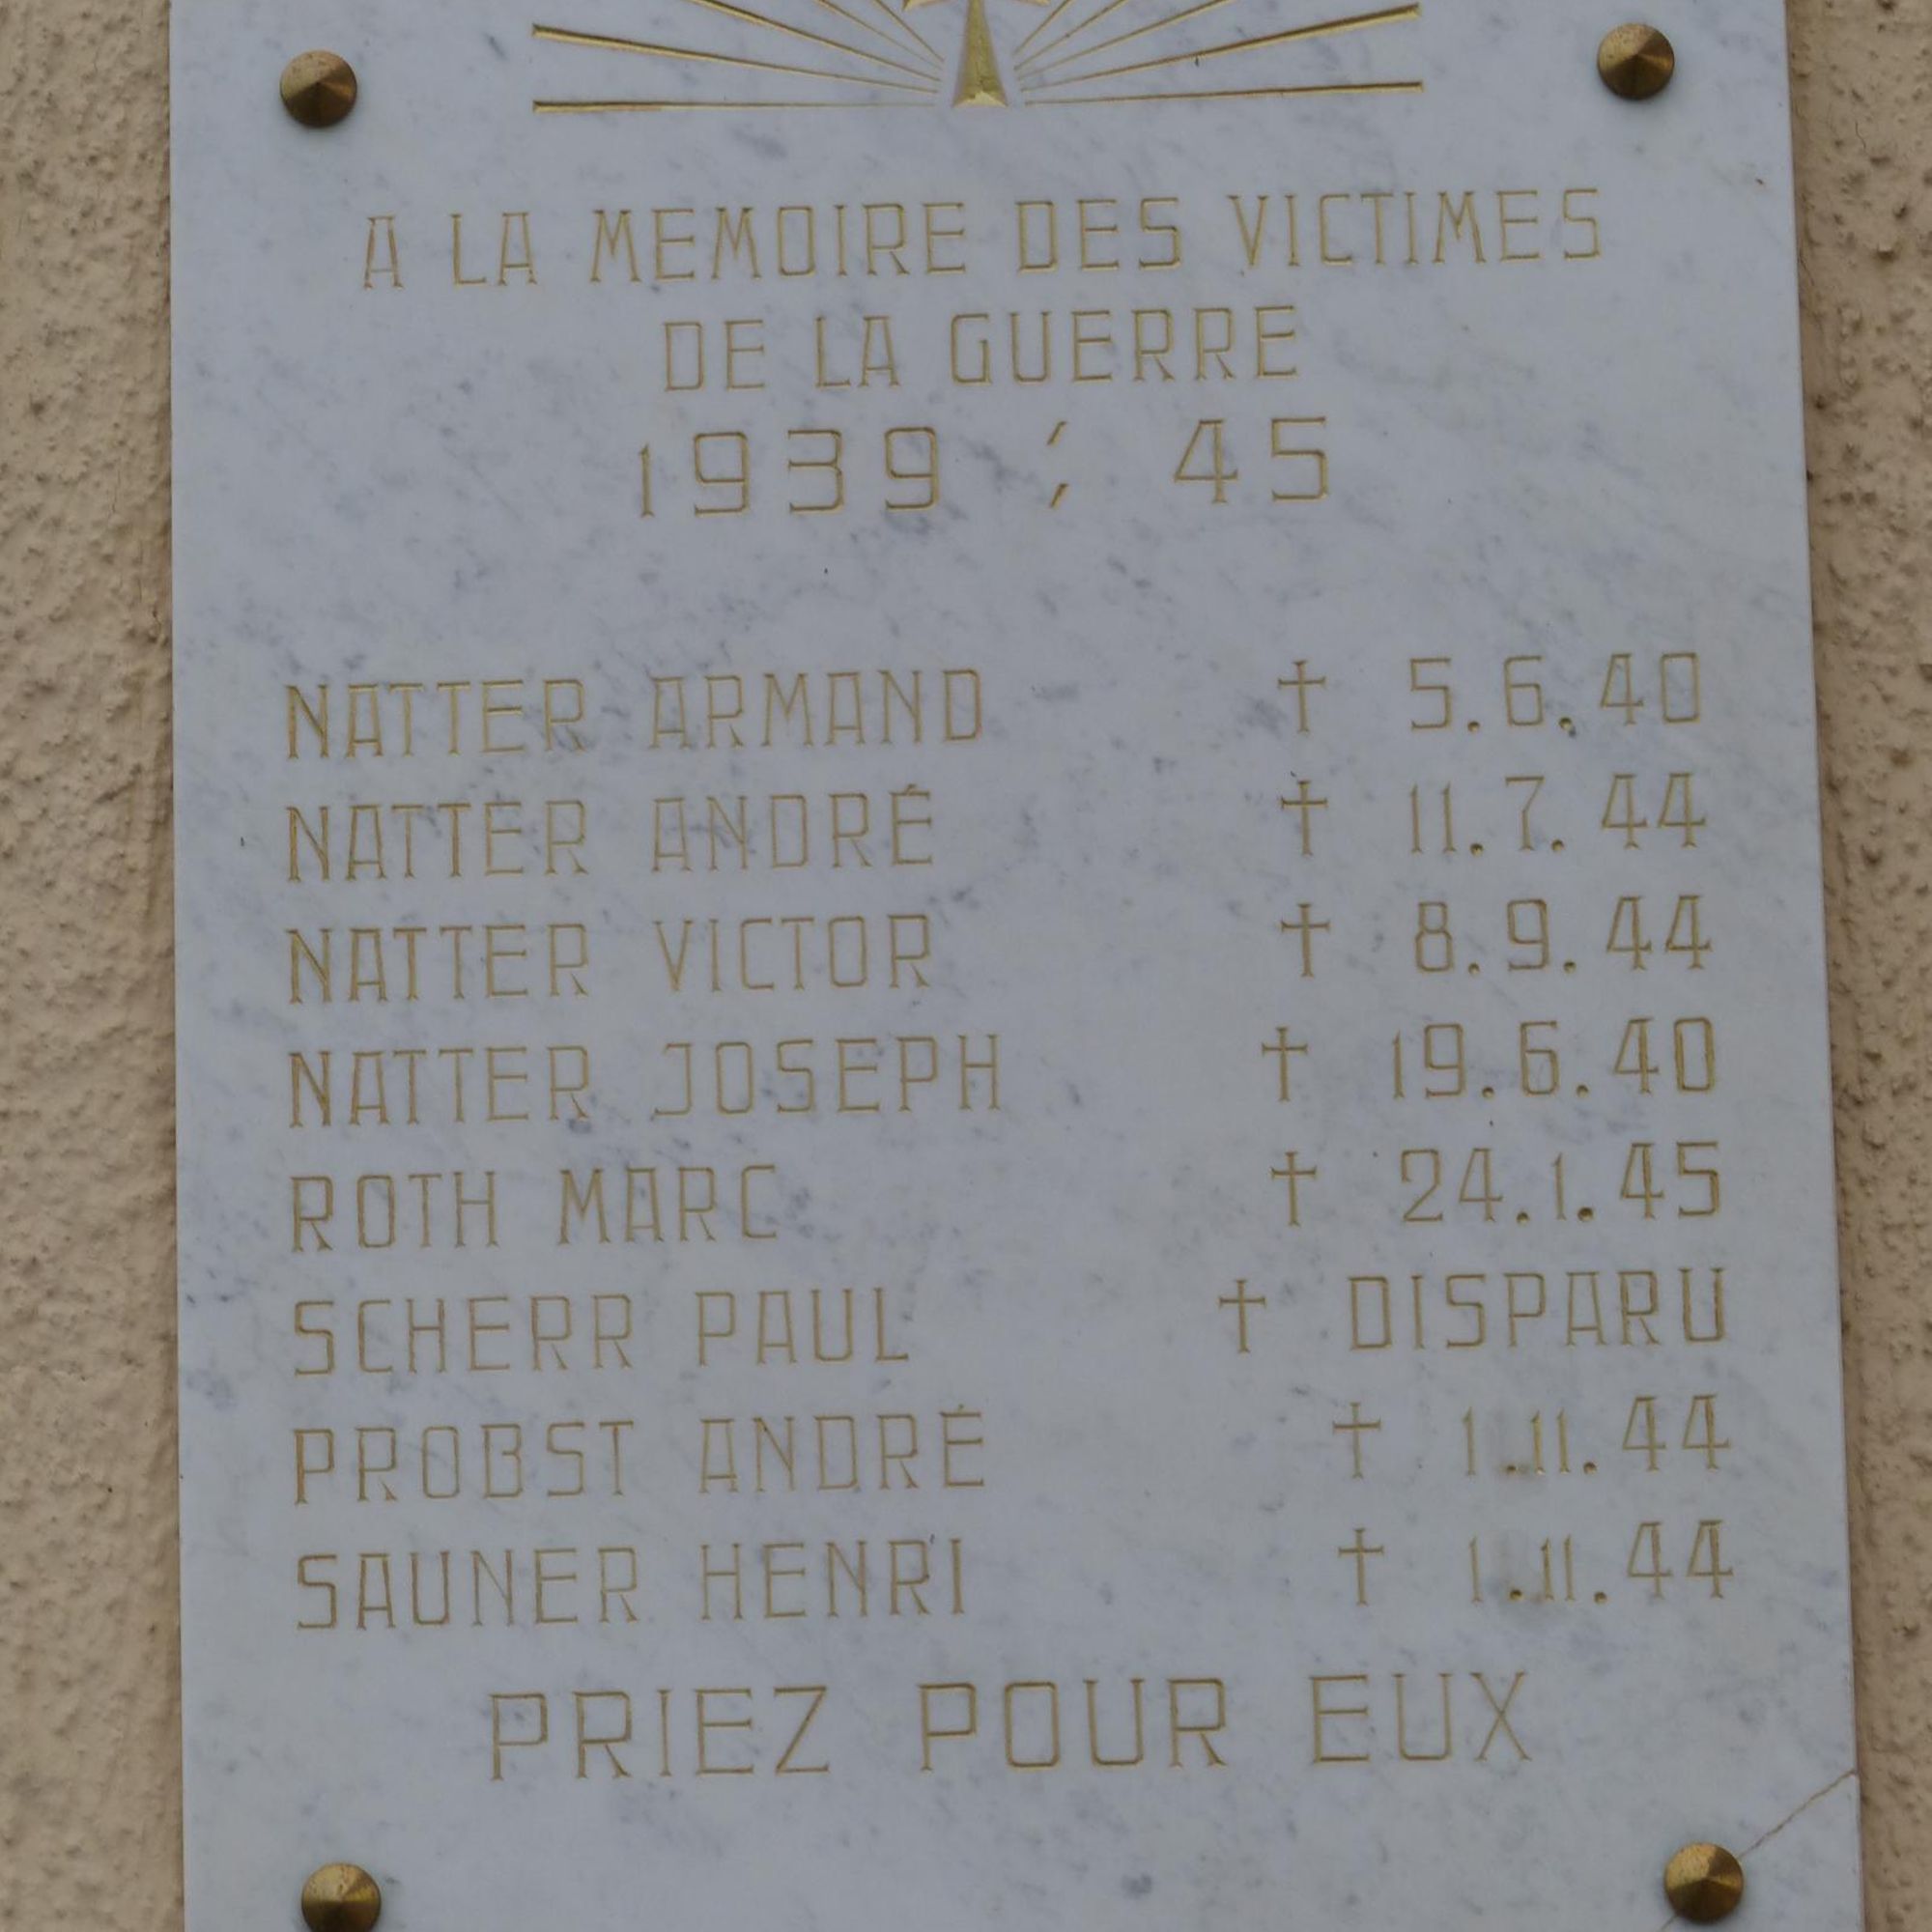 A LA MEMOIRE DES VICTIMES
DE LA GUERRE
1939 ; 45
NATTER ARMAND † 5.6.40
NATTER ANDRÉ † 11.7.44
NATTER VICTOR † 8.9.44
NATTER JOSEPH † 19.6.40
ROTH MARC † 24.1.45
SCHERR PAUL † DISPARU
PROBST ANDRÉ † 1.11.44
SAUNER HENRI † 1.11.44
PRIEZ POUR EUX